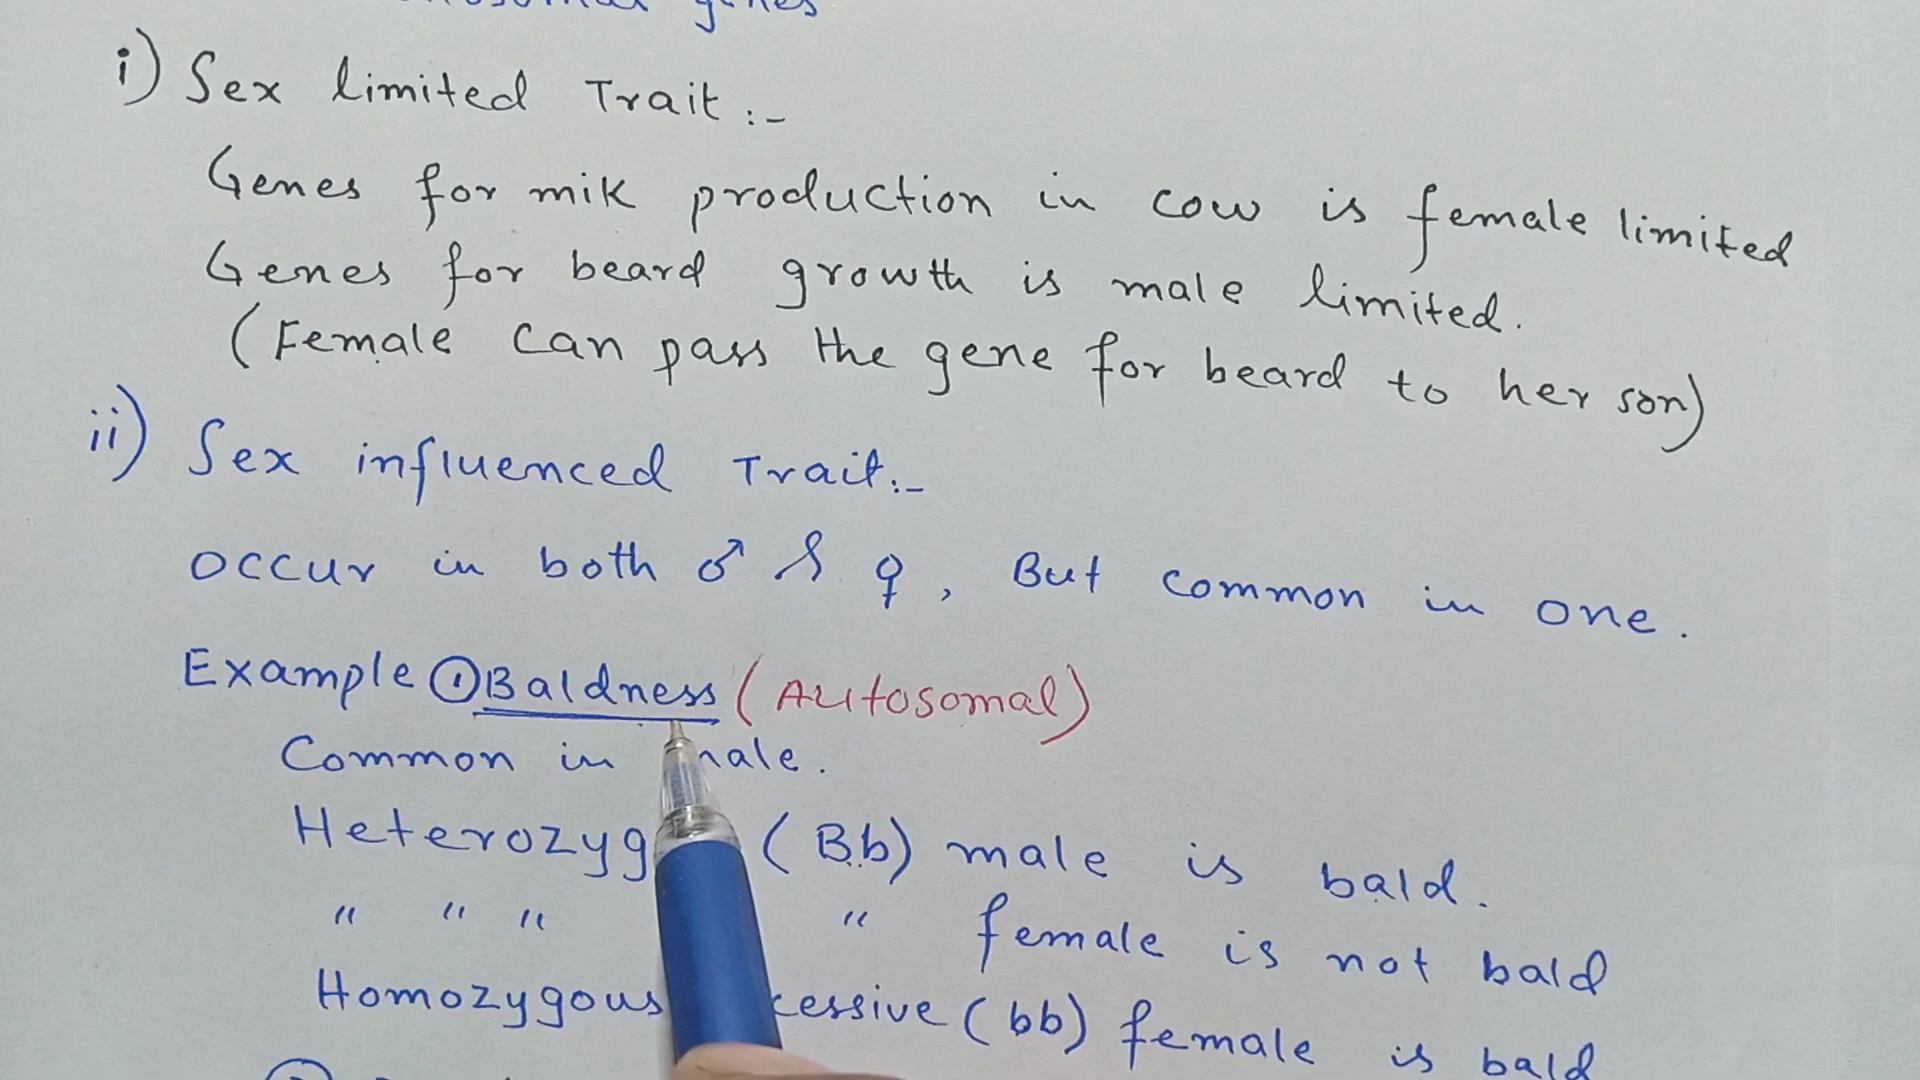 genes
i) Sex limited Trait :-
Genes for mik production in cow is female limited
Genes for beard growth is male limited.
(Female can pass the gene for beard to her son)
ii) Sex influenced Trait :-
Occur in both ♂ & ♀, But common in one.
Example ① Baldness (Autosomal)
Common in male.
(Bb) male is bald.
" " " " female is not bald
Homozygous (bb) female is bald